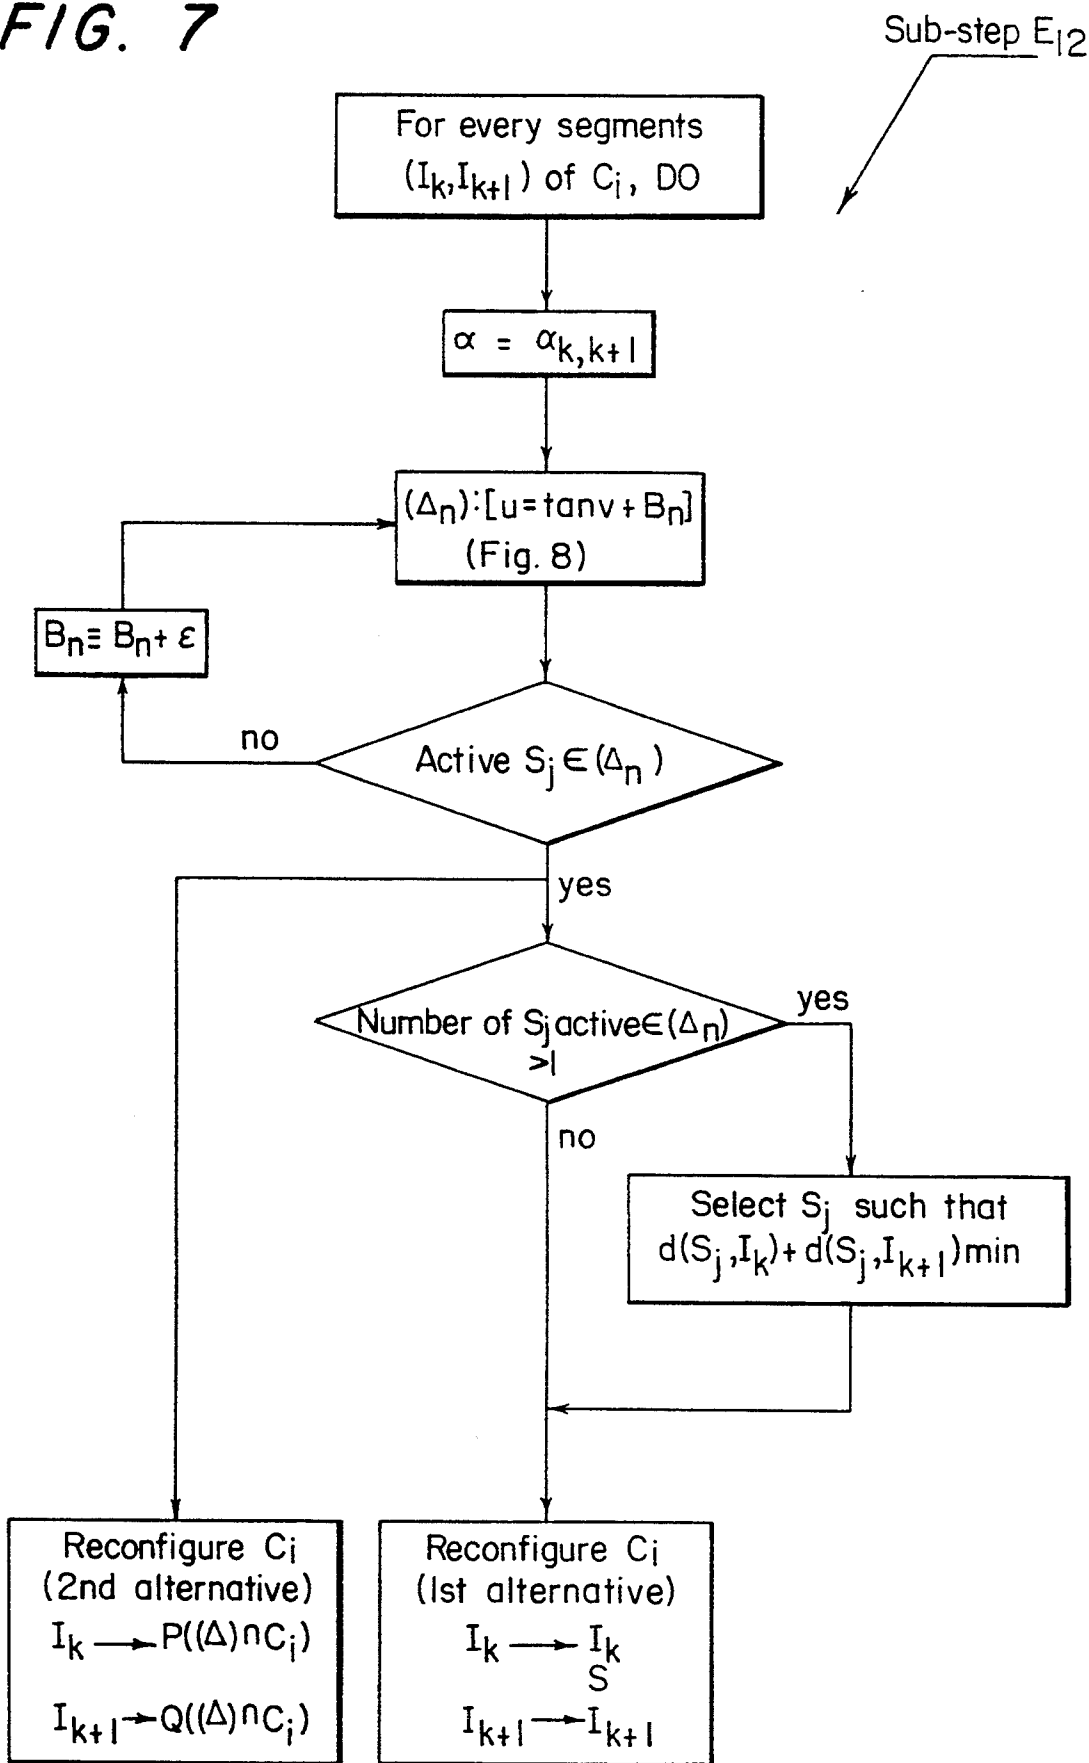 FIG. 7
Sub-step E12
For every segments
(Ik,Ik+1) of Ci, DO
α = αk,k+1
(Δn):[u=tanv+Bn]
(Fig. 8)
Bn≡ Bn+ ε
no
Active Sj∈(Δn)
yes
Number of Sj active∈(Δn)
>1
yes
no
Select Sj such that
d(Sj,Ik)+d(Sj,Ik+1)min
Reconfigure Ci
(2nd alternative)
Ik→P((Δ)∩Ci)
Ik+1→Q((Δ)∩Ci)
Reconfigure Ci
(1st alternative)
Ik→Ik
S
Ik+1→Ik+1